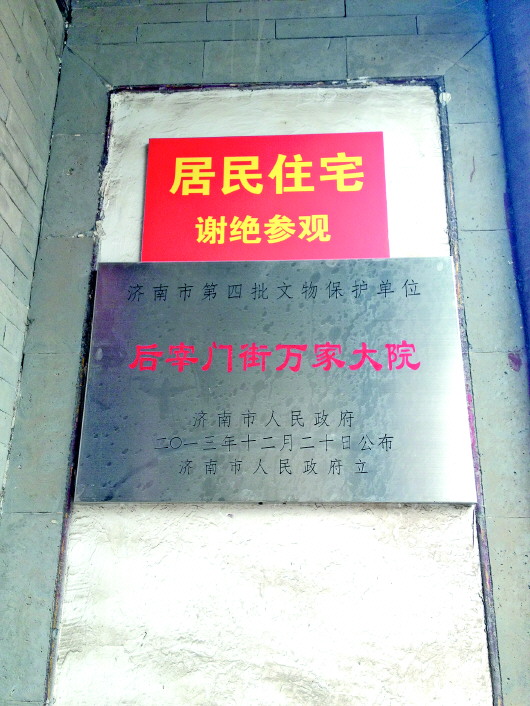 居民住宅
谢绝参观
济南市第四批文物保护单位
后宰门街万家大院
济南市人民政府
二〇一三年十二月二十日公布
济南市人民政府立